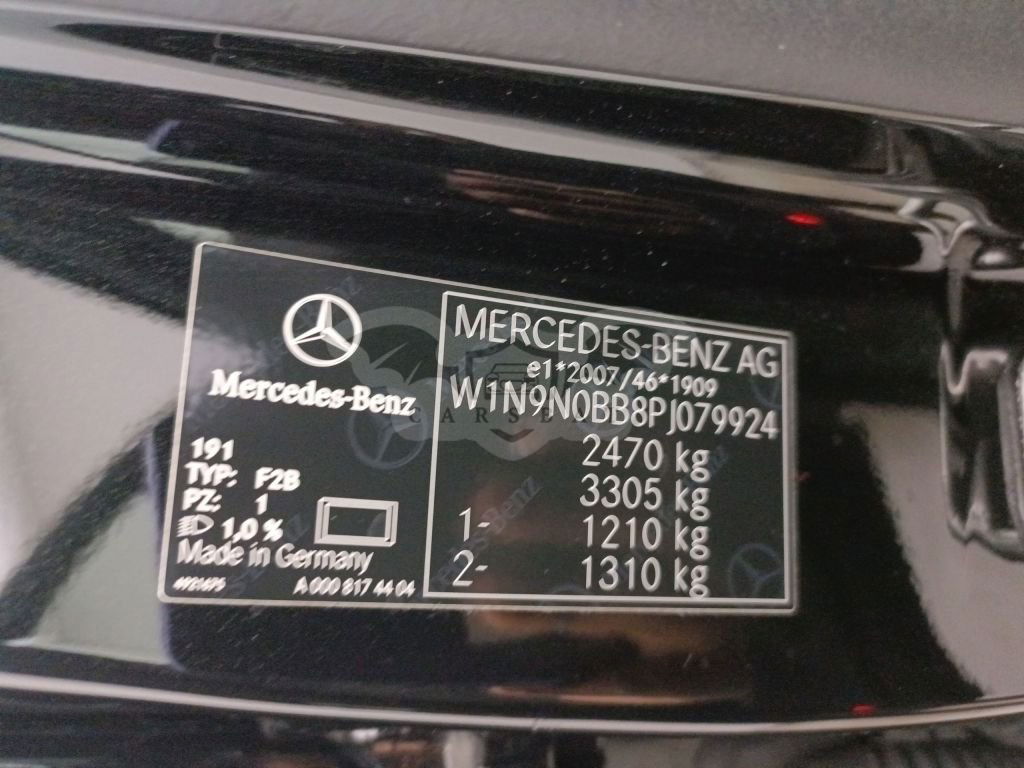 Mercedes-Benz
191
TYP: F2B
PZ: 1
1,0 %
Made in Germany
4921675 A 000 817 44 04
MERCEDES-BENZ AG
e1*2007/46*1909
W1N9N0BB8PJ079924
2470 kg
3305 kg
1- 1210 kg
2- 1310 kg